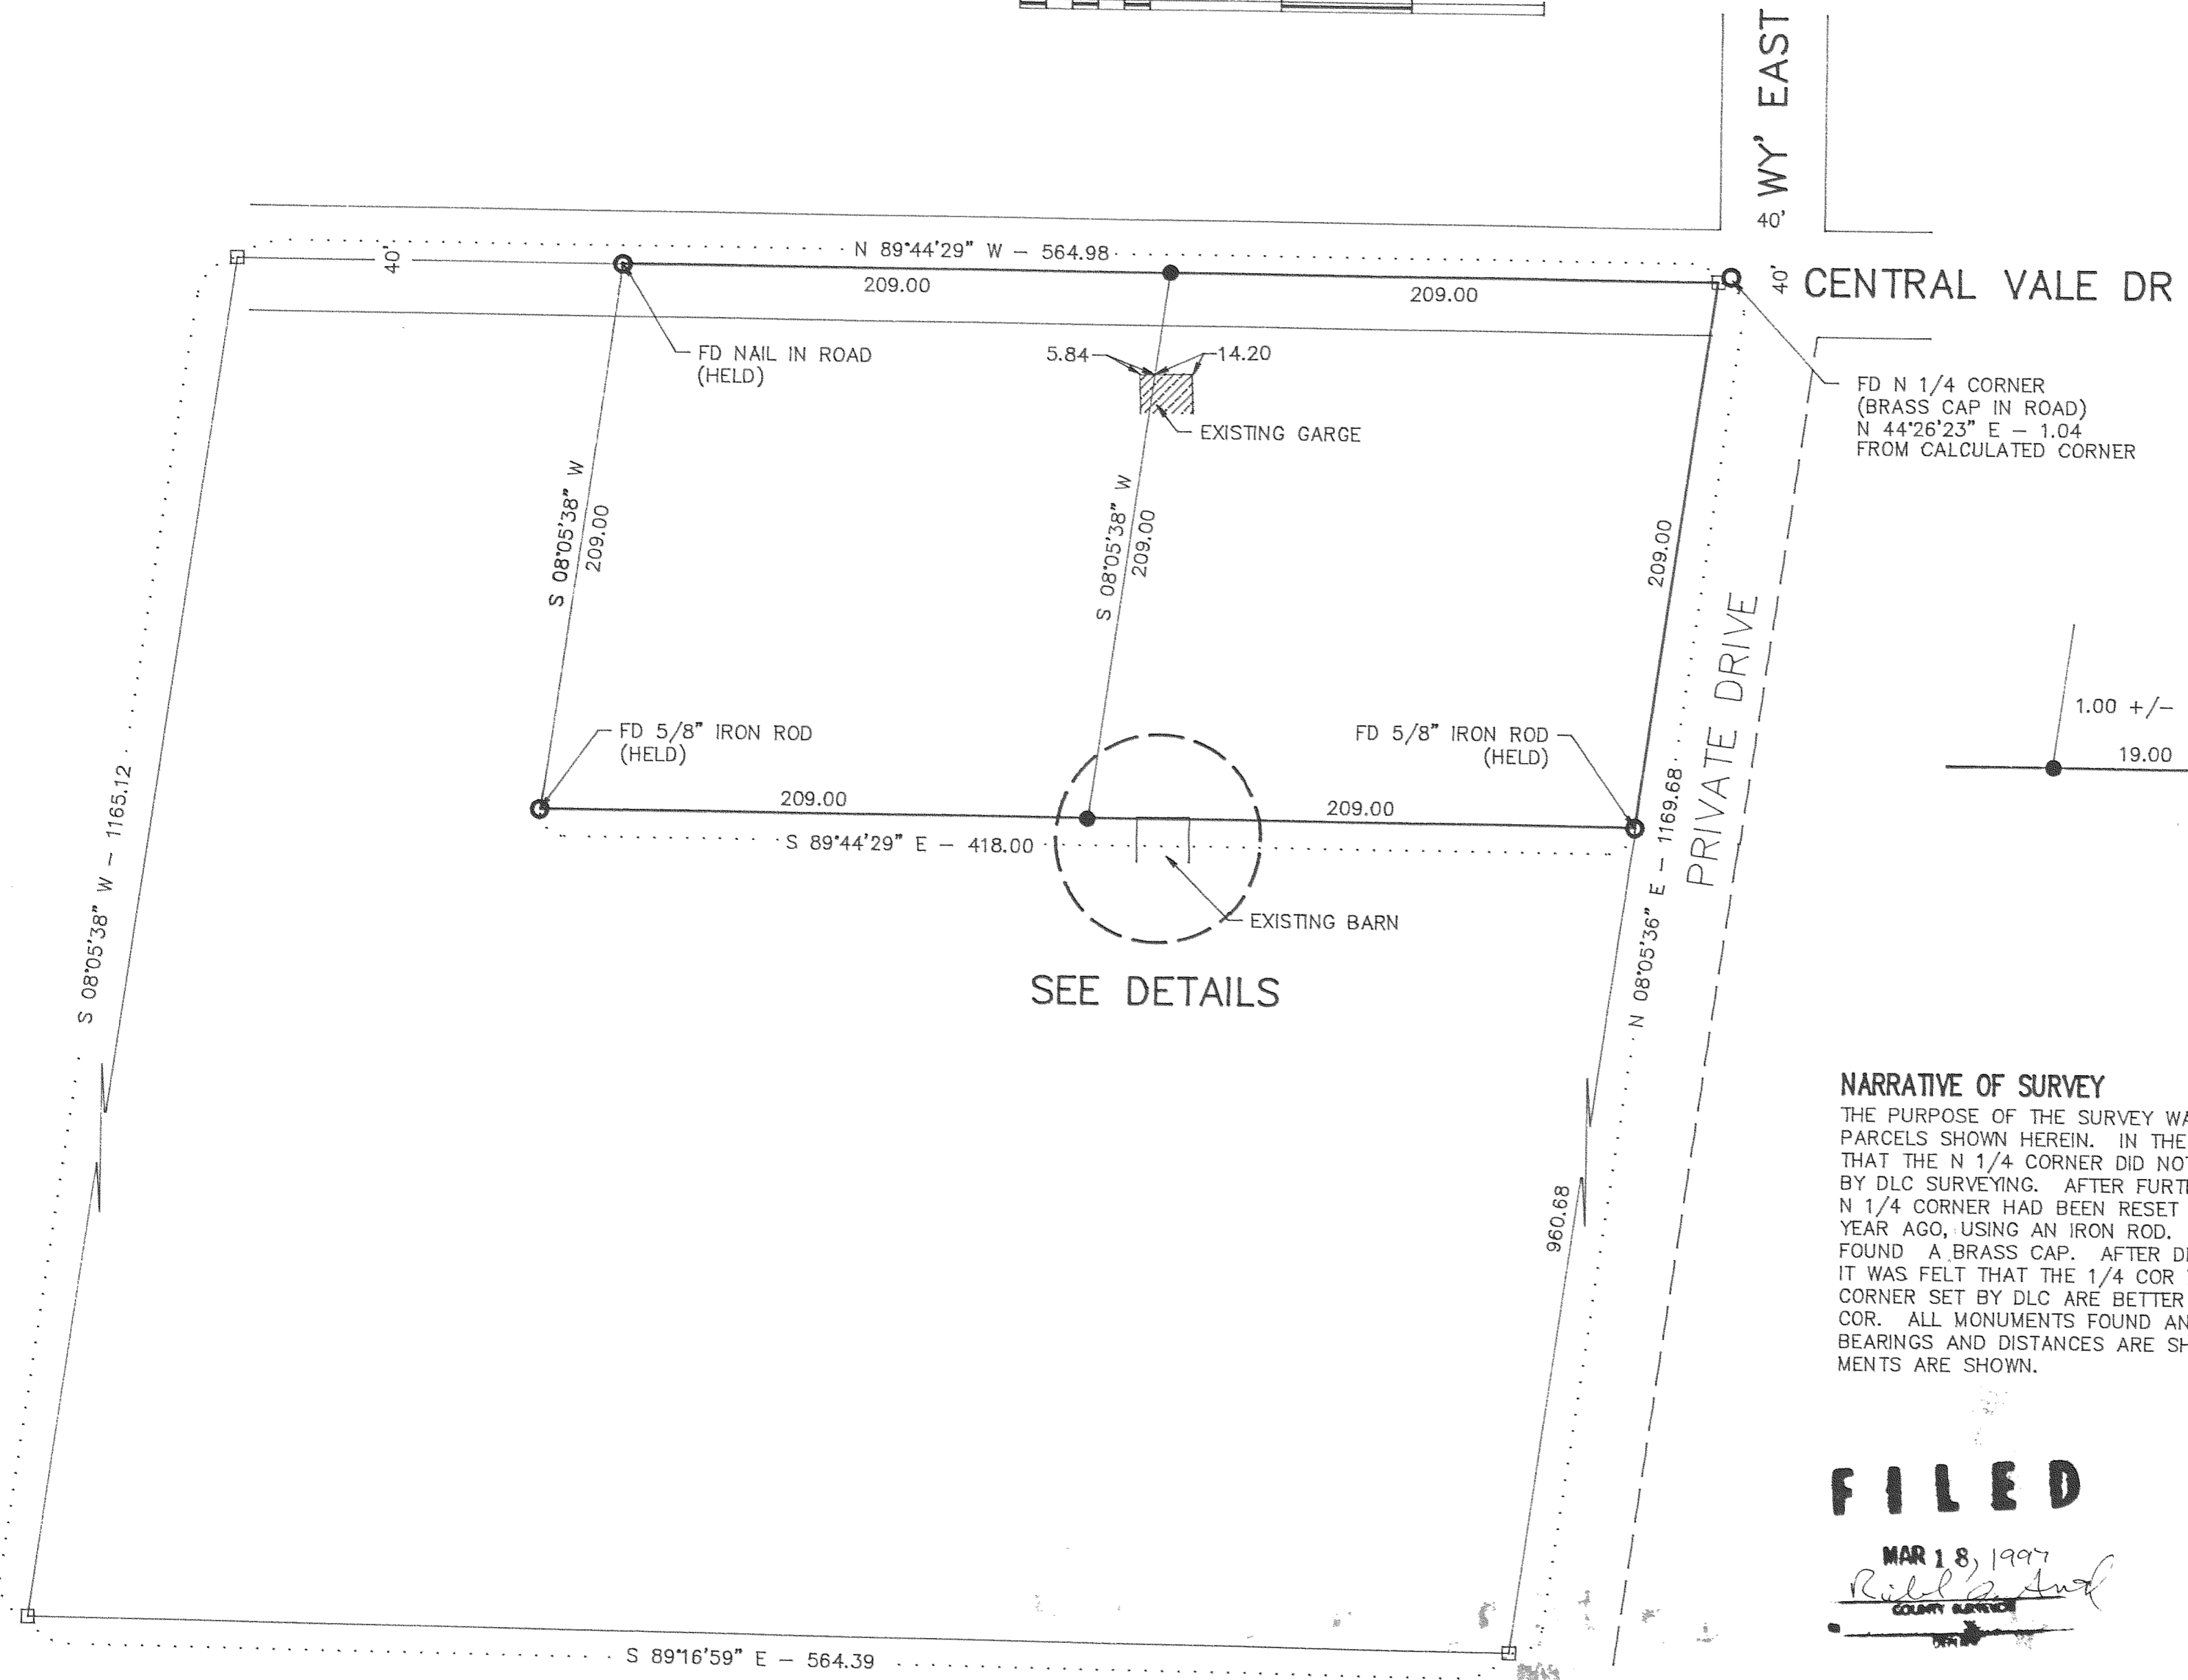 WY' EAST
40'
N 89°44'29" W – 564.98
40'
209.00
209.00
40'
CENTRAL VALE DR
FD NAIL IN ROAD
(HELD)
5.84
14.20
EXISTING GARGE
FD N 1/4 CORNER
(BRASS CAP IN ROAD)
N 44°26'23" E – 1.04
FROM CALCULATED CORNER
S 08°05'38" W
209.00
S 08°05'38" W
209.00
209.00
PRIVATE DRIVE
1.00 +/-
19.00
FD 5/8" IRON ROD
(HELD)
FD 5/8" IRON ROD
(HELD)
209.00
209.00
S 89°44'29" E – 418.00
S 08°05'38" W – 1165.12
N 08°05'36" E – 1169.68
EXISTING BARN
SEE DETAILS
960.68
NARRATIVE OF SURVEY
THE PURPOSE OF THE SURVEY WA
PARCELS SHOWN HEREIN. IN THE
THAT THE N 1/4 CORNER DID NOT
BY DLC SURVEYING. AFTER FURT
N 1/4 CORNER HAD BEEN RESET
YEAR AGO, USING AN IRON ROD.
FOUND A BRASS CAP. AFTER D
IT WAS FELT THAT THE 1/4 COR
CORNER SET BY DLC ARE BETTER
COR. ALL MONUMENTS FOUND AN
BEARINGS AND DISTANCES ARE SH
MENTS ARE SHOWN.
FILED
MAR 18, 1997
COUNTY SURVEYOR
S 89°16'59" E – 564.39